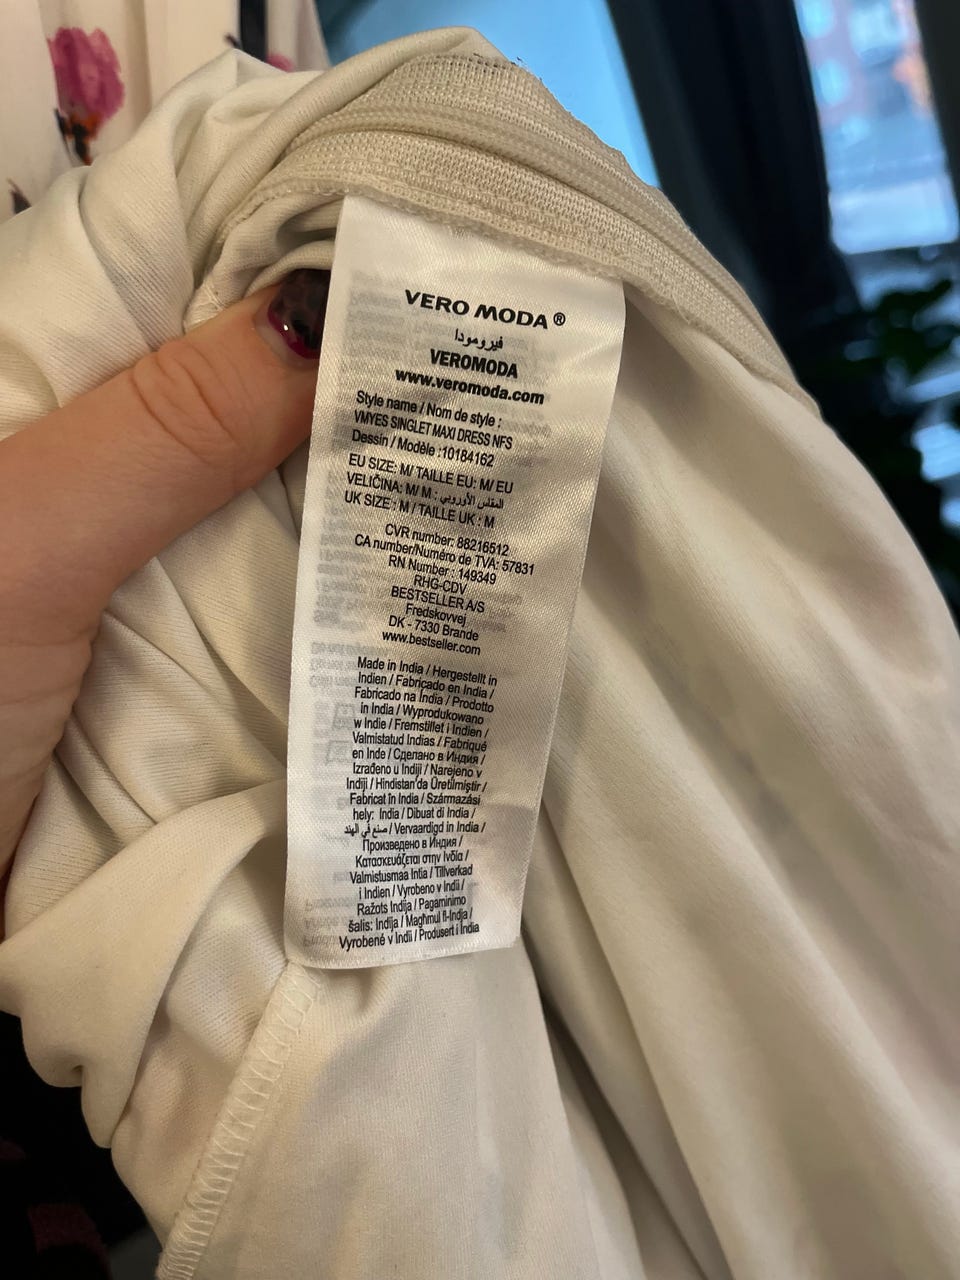 VERO MODA®
فيرومودا
VEROMODA
www.veromoda.com
Style name / Nom de style :
VMYES SINGLET MAXI DRESS NFS
Dessin / Modèle :10184162
EU SIZE: M/ TAILLE EU: M/ EU
VELIČINA: M/ M : المقاس الأوروبي
UK SIZE : M / TAILLE UK : M
CVR number: 88216512
CA number/Numéro de TVA: 57831
RN Number : 149349
RHG-CDV
BESTSELLER A/S
Fredskovvej
DK - 7330 Brande
www.bestseller.com
Made in India / Hergestellt in
Indien / Fabricado en India /
Fabricado na Índia / Prodotto
in India / Wyprodukowano
w Indie / Fremstillet i Indien /
Valmistatud Indias / Fabriqué
en Inde / Сделано в Индия /
Izrađeno u Indiji / Narejeno v
Indiji / Hindistan'da Üretilmiştir /
Fabricat în India / Származási
hely: India / Dibuat di India /
صنع في الهند / Vervaardigd in India /
Произведено в Индия /
Κατασκευάζεται στην Ινδία /
Valmistusmaa Intia / Tillverkad
i Indien / Vyrobeno v Indii /
Ražots Indija / Pagaminimo
šalis: Indija / Magħmul fl-Indja /
Vyrobené v Indii / Produsert i India